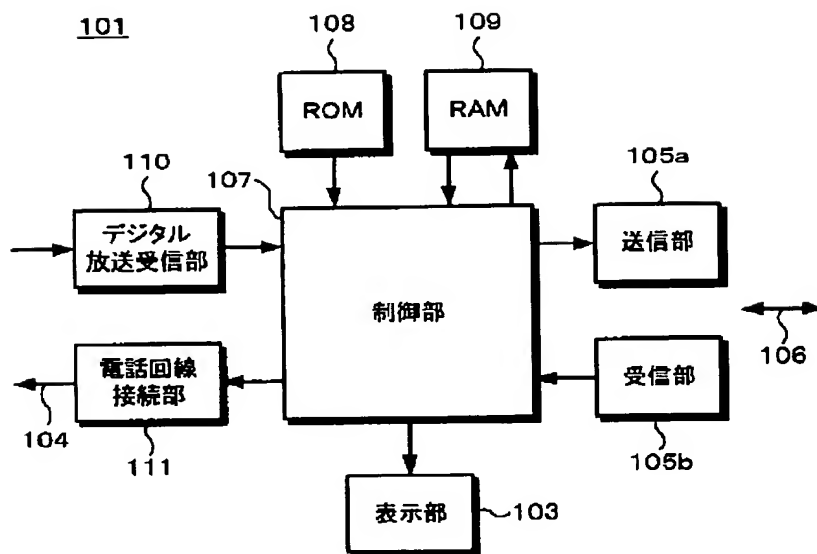 101
108
109
ROM
RAM
110
107
105a
デジタル
放送受信部
送信部
制御部
106
電話回線
接続部
受信部
104
111
105b
表示部
103